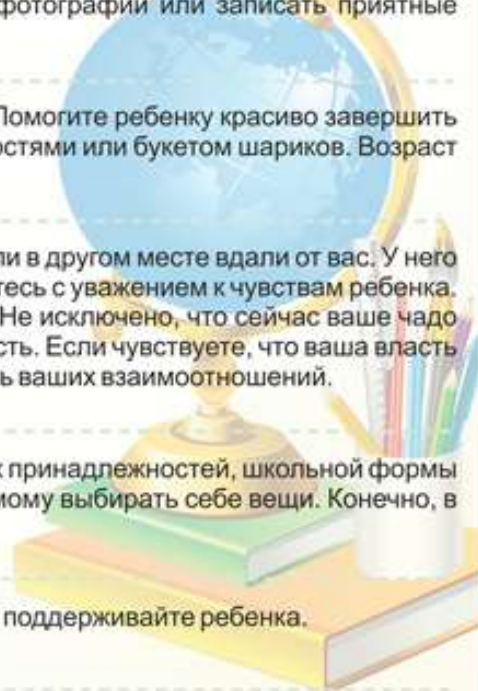 фотографии или записать приятные
Помогите ребенку красиво завершить
остями или букетом шариков. Возраст
ли в другом месте вдали от вас. У него
тесь с уважением к чувствам ребенка.
Не исключено, что сейчас ваше чадо
сть. Если чувствуете, что ваша власть
ь ваших взаимоотношений.
х принадлежностей, школьной формы
мому выбирать себе вещи. Конечно, в
поддерживайте ребенка.